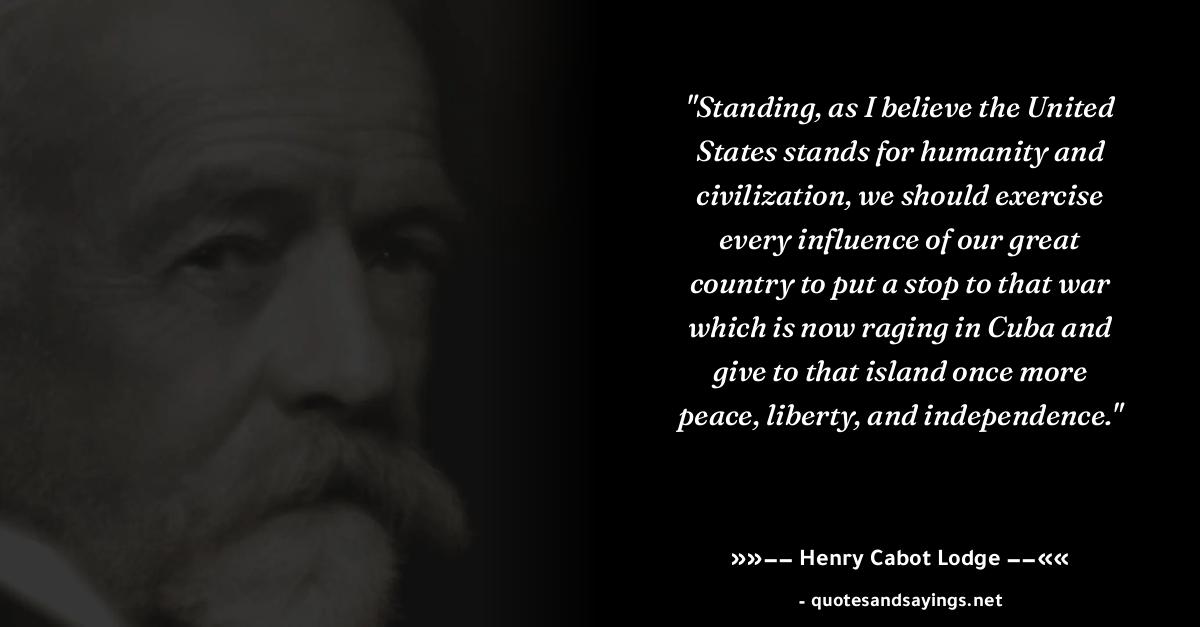 "Standing, as I believe the United
States stands for humanity and
civilization, we should exercise
every influence of our great
country to put a stop to that war
which is now raging in Cuba and
give to that island once more
peace, liberty, and independence."
»»−− Henry Cabot Lodge −−««
- quotesandsayings.net